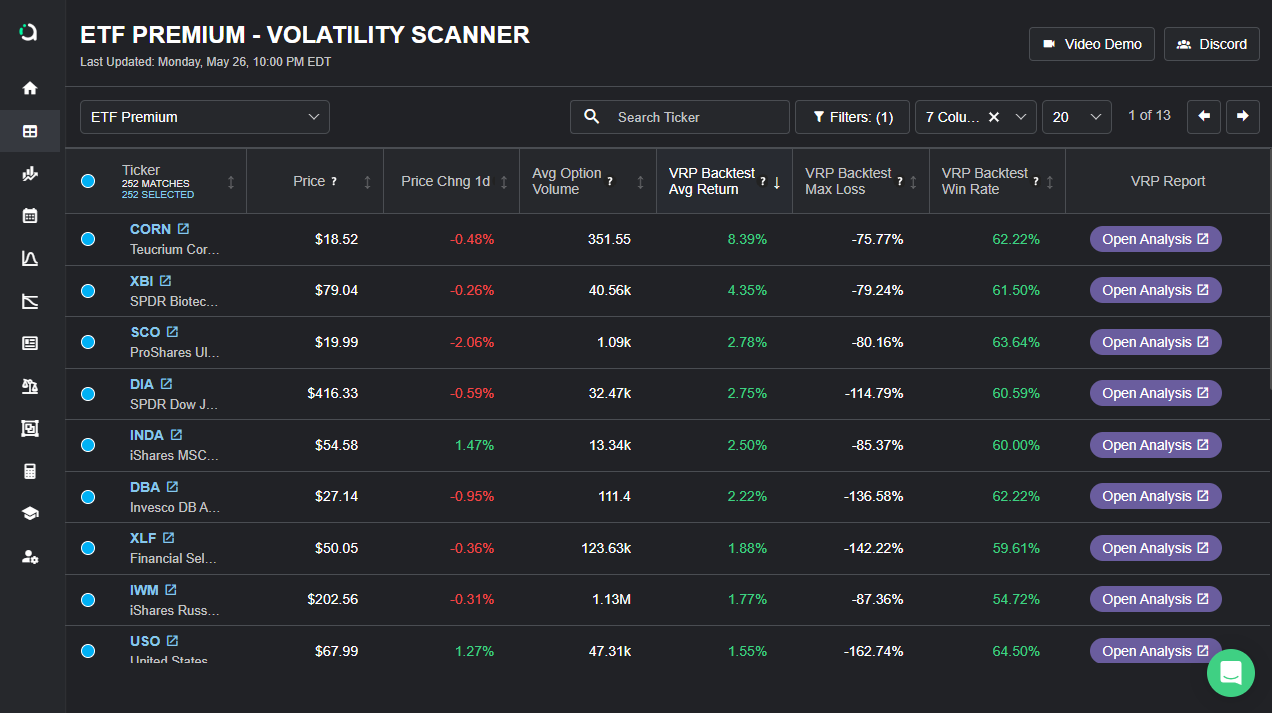 ETF PREMIUM - VOLATILITY SCANNER
Last Updated: Monday, May 26, 10:00 PM EDT
Video Demo
Discord
ETF Premium
Search Ticker
Filters: (1)
7 Colu...
20
1 of 13
Ticker
252 MATCHES
252 SELECTED
Price ?
Price Chng 1d
Avg Option
Volume ?
VRP Backtest
Avg Return ?
VRP Backtest
Max Loss ?
VRP Backtest
Win Rate ?
VRP Report
CORN
Teucrium Cor...
$18.52 -0.48% 351.55 8.39% -75.77% 62.22% Open Analysis
XBI
SPDR Biotec...
$79.04 -0.26% 40.56k 4.35% -79.24% 61.50% Open Analysis
SCO
ProShares Ul...
$19.99 -2.06% 1.09k 2.78% -80.16% 63.64% Open Analysis
DIA
SPDR Dow J...
$416.33 -0.59% 32.47k 2.75% -114.79% 60.59% Open Analysis
INDA
iShares MSC...
$54.58 1.47% 13.34k 2.50% -85.37% 60.00% Open Analysis
DBA
Invesco DB A...
$27.14 -0.95% 111.4 2.22% -136.58% 62.22% Open Analysis
XLF
Financial Sel...
$50.05 -0.36% 123.63k 1.88% -142.22% 59.61% Open Analysis
IWM
iShares Russ...
$202.56 -0.31% 1.13M 1.77% -87.36% 54.72% Open Analysis
USO
United States
$67.99 1.27% 47.31k 1.55% -162.74% 64.50% Open Analysis